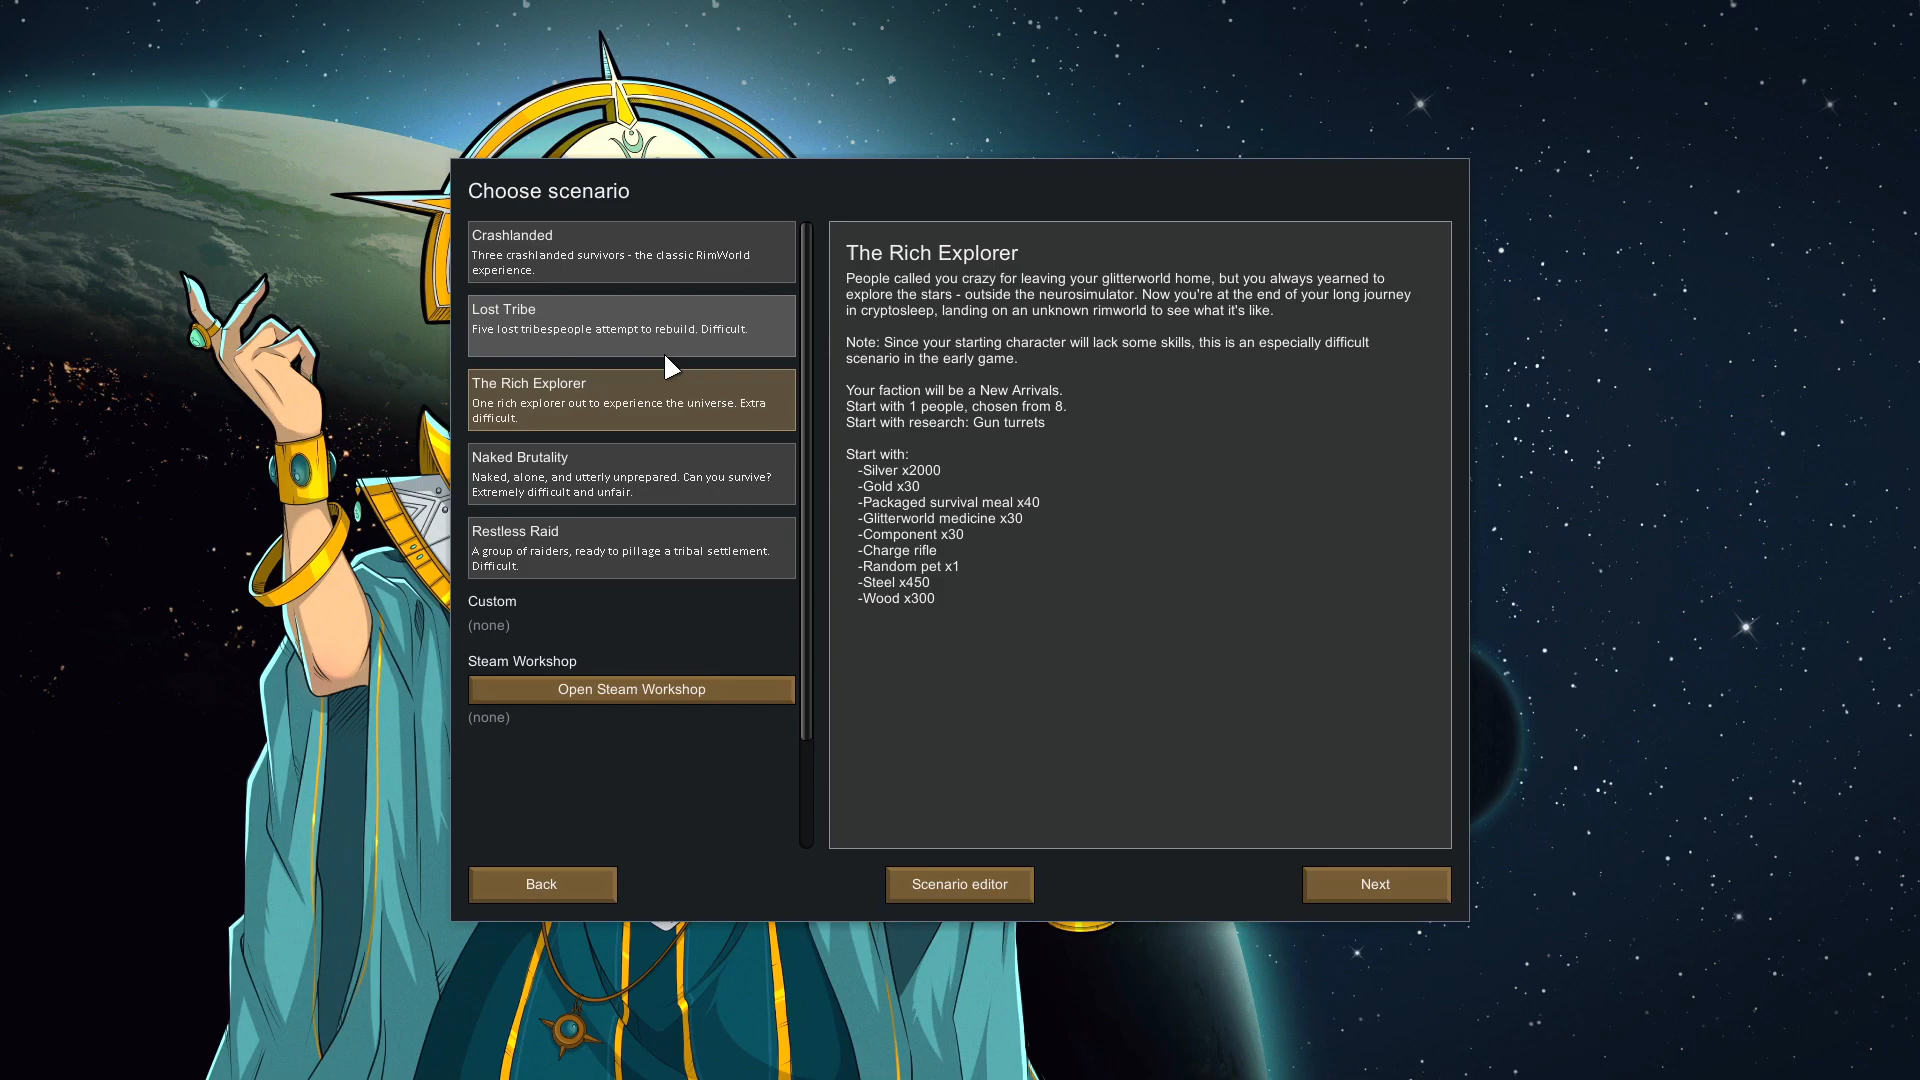 Choose scenario
Crashlanded
Three crashlanded survivors - the classic RimWorld
experience.
Lost Tribe
Five lost tribespeople attempt to rebuild. Difficult.
The Rich Explorer
One rich explorer out to experience the universe. Extra
difficult.
Naked Brutality
Naked, alone, and utterly unprepared. Can you survive?
Extremely difficult and unfair.
Restless Raid
A group of raiders, ready to pillage a tribal settlement.
Difficult.
Custom
(none)
Steam Workshop
Open Steam Workshop
(none)
The Rich Explorer
People called you crazy for leaving your glitterworld home, but you always yearned to
explore the stars - outside the neurosimulator. Now you're at the end of your long journey
in cryptosleep, landing on an unknown rimworld to see what it's like.
Note: Since your starting character will lack some skills, this is an especially difficult
scenario in the early game.
Your faction will be a New Arrivals.
Start with 1 people, chosen from 8.
Start with research: Gun turrets
Start with:
-Silver x2000
-Gold x30
-Packaged survival meal x40
-Glitterworld medicine x30
-Component x30
-Charge rifle
-Random pet x1
-Steel x450
-Wood x300
Back
Scenario editor
Next